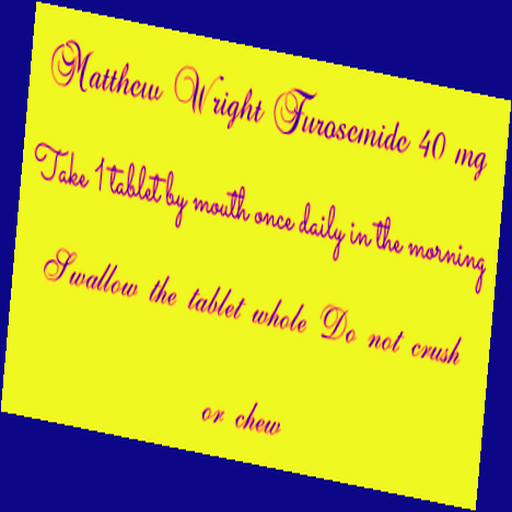 Matthew Wright Furosemide 40 mg
Take 1 tablet by mouth once daily in the morning
Swallow the tablet whole Do not crush
or chew